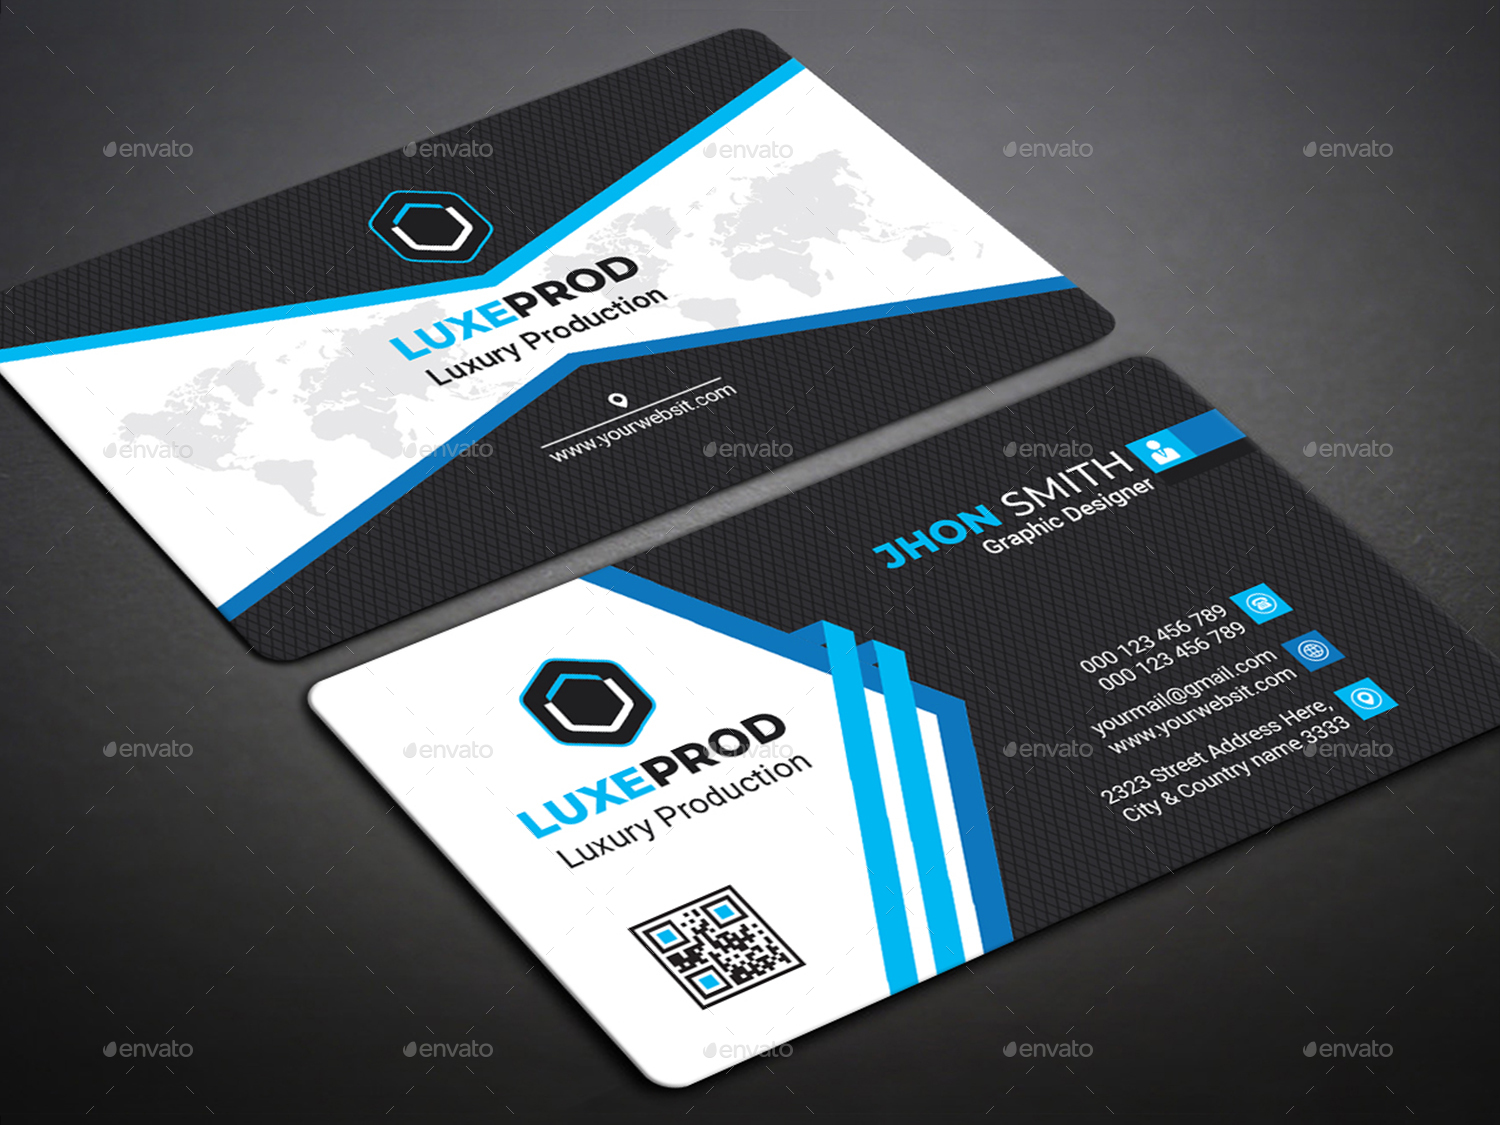 LUXEPROD
Luxury Production
www.yourwebsit.com
JHON SMITH
Graphic Designer
000 123 456 789
000 123 456 789
yourmail@gmail.com
www.yourwebsit.com
2323 Street Address Here,
City & Country name 3333
LUXEPROD
Luxury Production
envato envato envato envato envato
envato envato envato envato envato
envato envato envato envato envato
envato envato envato envato envato